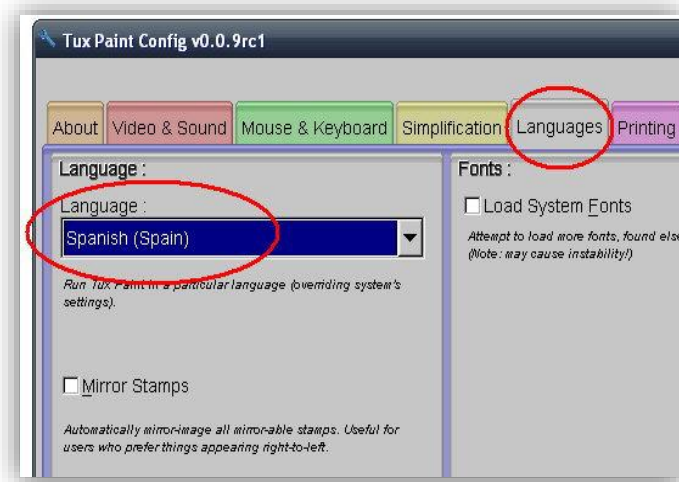 Tux Paint Config v0.0.9rc1
About Video & Sound Mouse & Keyboard Simplification Languages Printing
Language :
Language :
Spanish (Spain)
Run Tux Paint in a particular language (overriding system's
settings).
Mirror Stamps
Automatically mirror-image all mirror-able stamps. Useful for
users who prefer things appearing right-to-left.
Fonts :
Load System Fonts
Attempt to load more fonts, found else
(Note: may cause instability!)